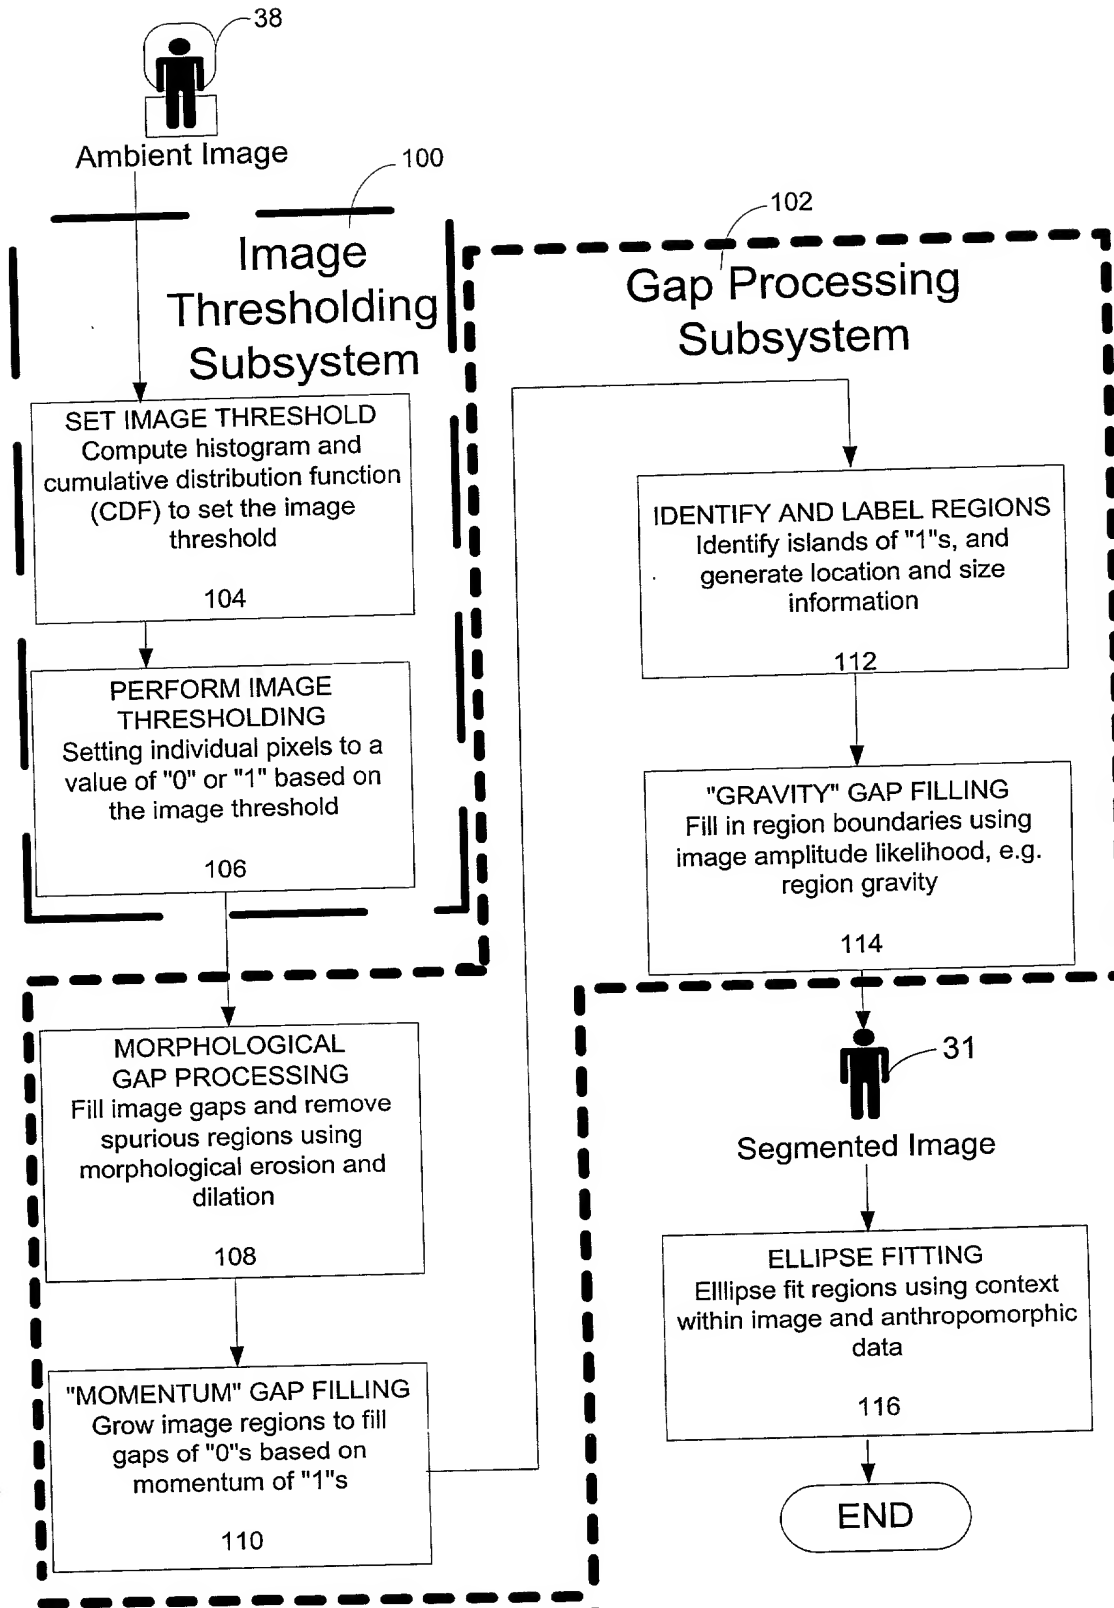 38
Ambient Image
100
Image
Thresholding
Subsystem
SET IMAGE THRESHOLD
Compute histogram and
cumulative distribution function
(CDF) to set the image
threshold
104
PERFORM IMAGE
THRESHOLDING
Setting individual pixels to a
value of "0" or "1" based on
the image threshold
106
102
Gap Processing
Subsystem
MORPHOLOGICAL
GAP PROCESSING
Fill image gaps and remove
spurious regions using
morphological erosion and
dilation
108
"MOMENTUM" GAP FILLING
Grow image regions to fill
gaps of "0"s based on
momentum of "1"s
110
IDENTIFY AND LABEL REGIONS
Identify islands of "1"s, and
generate location and size
information
112
"GRAVITY" GAP FILLING
Fill in region boundaries using
image amplitude likelihood, e.g.
region gravity
114
31
Segmented Image
ELLIPSE FITTING
Elllipse fit regions using context
within image and anthropomorphic
data
116
END